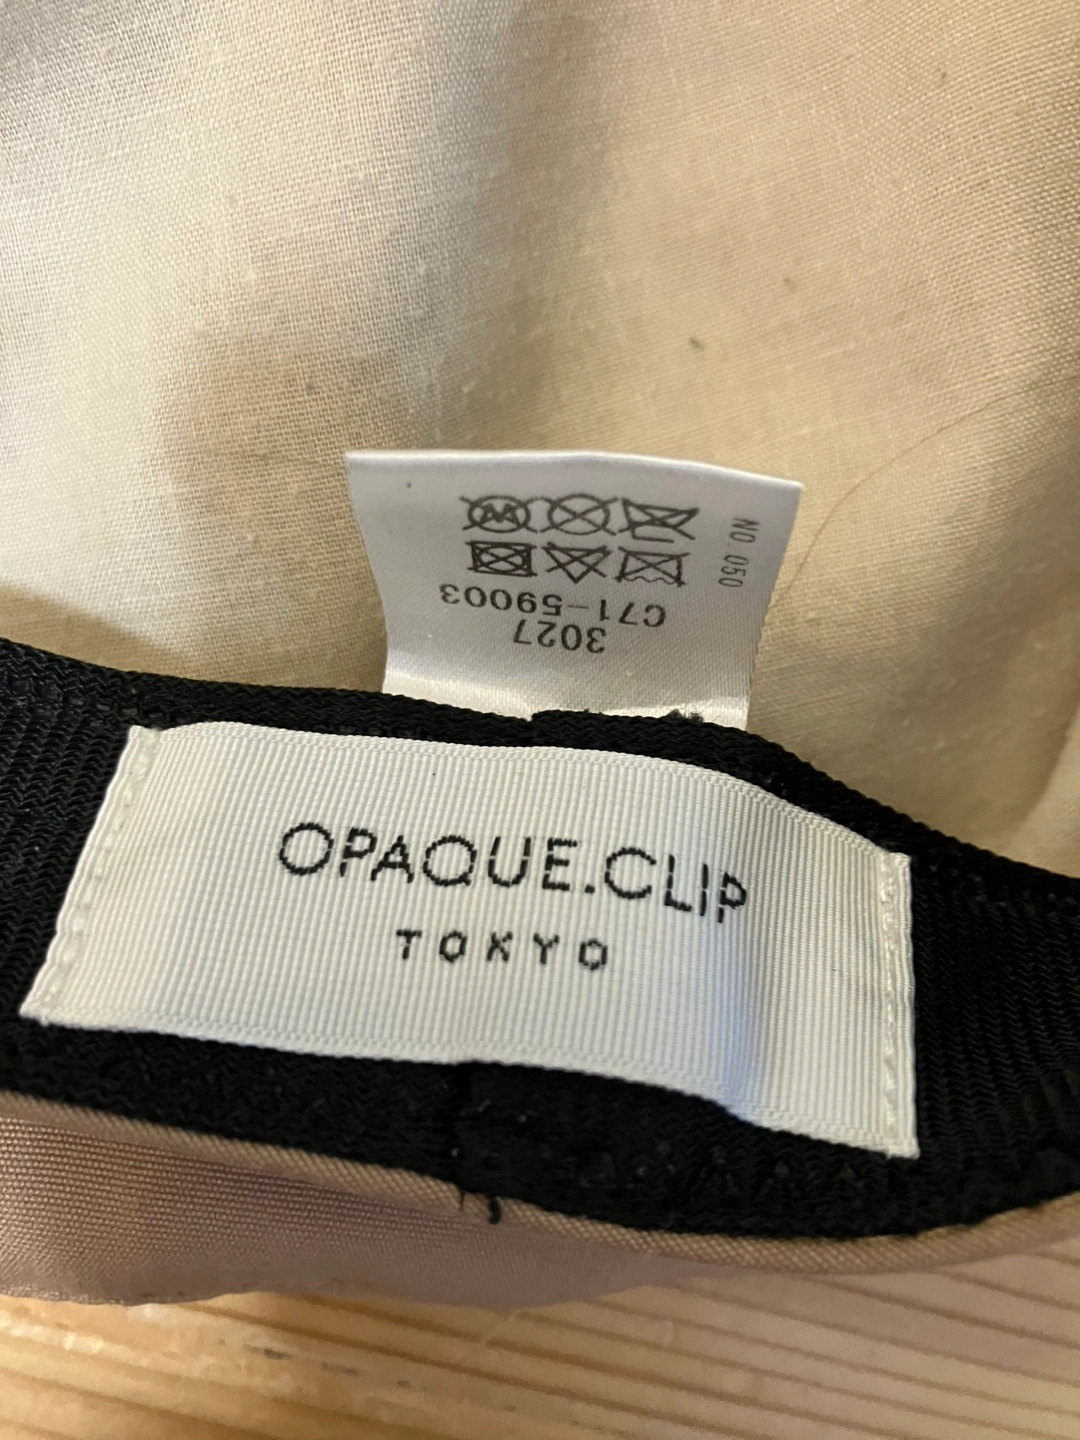 NO. 050
3027
C71-59003
W
OPAQUE.CLIP
TOKYO